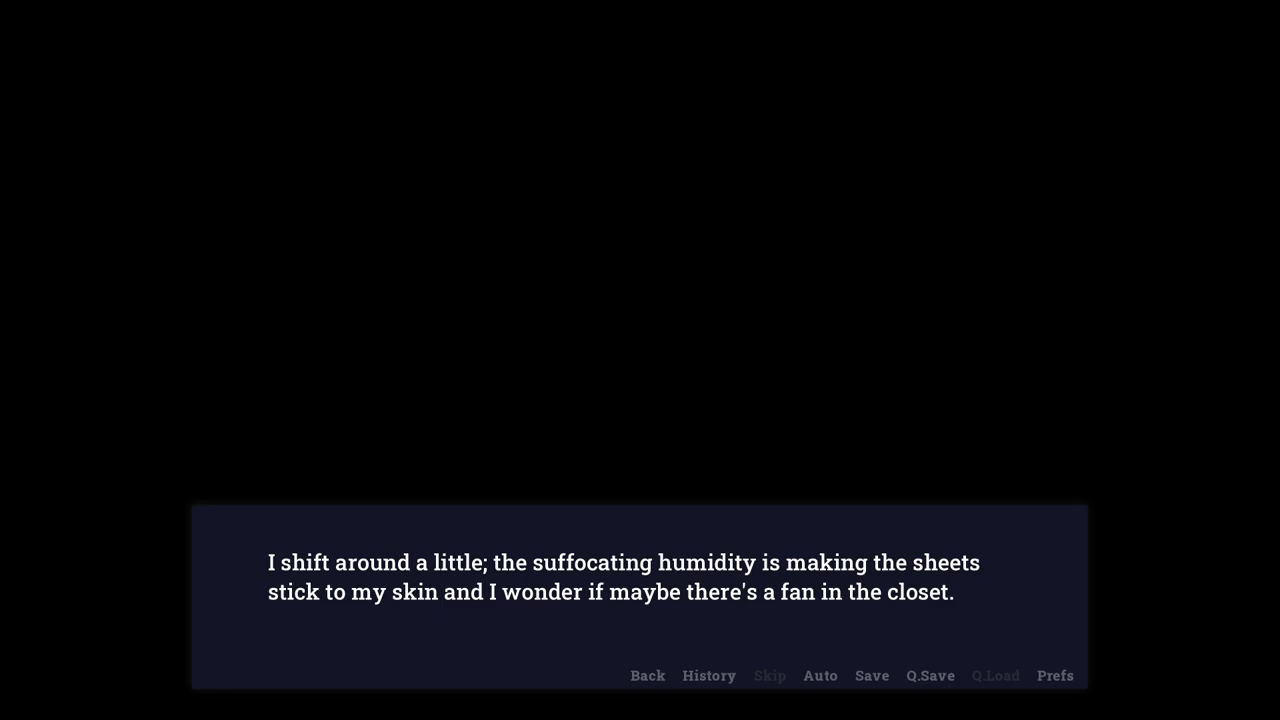 I shift around a little; the suffocating humidity is making the sheets
stick to my skin and I wonder if maybe there's a fan in the closet.
Back History Skip Auto Save Q.Save Q.Load Prefs